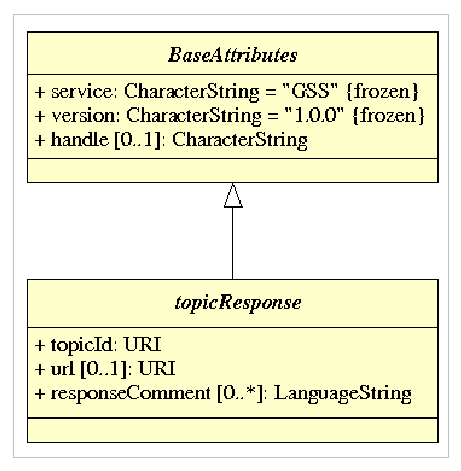 BaseAttributes
+ service: CharacterString = "GSS" {frozen}
+ version: CharacterString = "1.0.0" {frozen}
+ handle [0..1]: CharacterString
topicResponse
+ topicId: URI
+ url [0..1]: URI
+ responseComment [0..*]: LanguageString